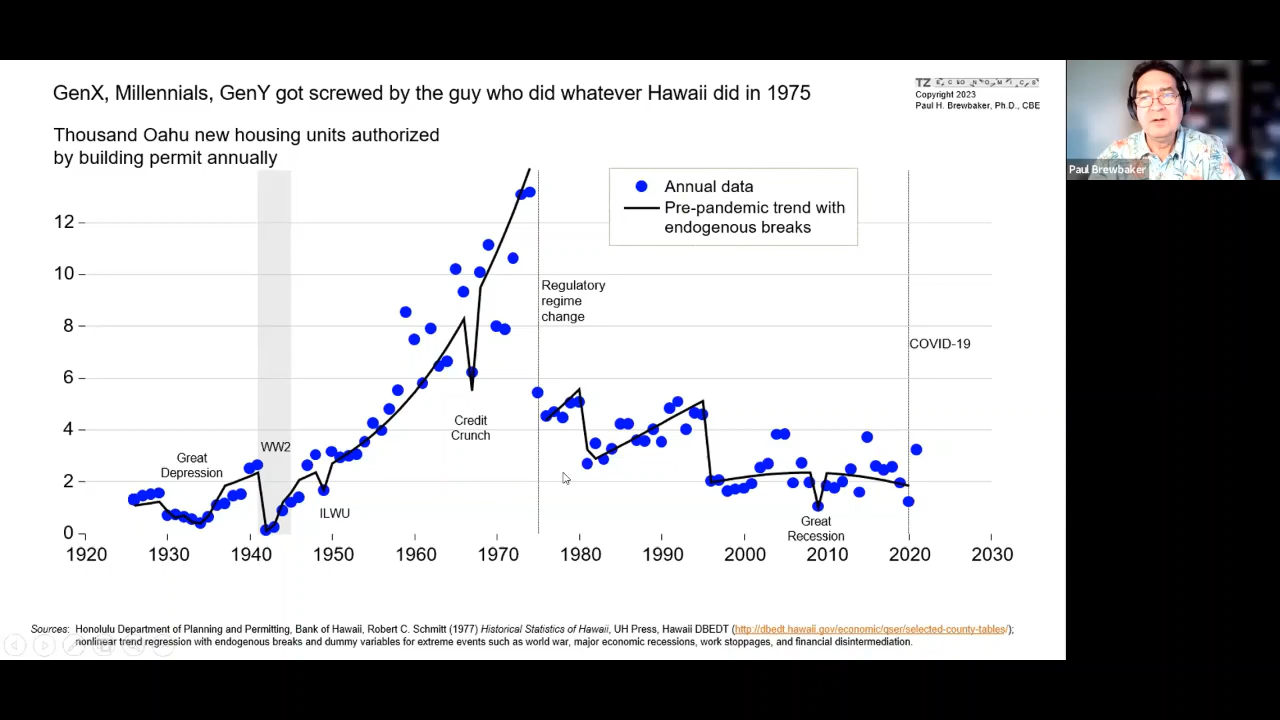 GenX, Millennials, GenY got screwed by the guy who did whatever Hawaii did in 1975
TZ ECONOMICS
Copyright 2023
Paul H. Brewbaker, Ph.D., CBE
Paul Brewbaker
Thousand Oahu new housing units authorized
by building permit annually
Annual data
Pre-pandemic trend with
endogenous breaks
12
10
8
6
4
2
0
Regulatory
regime
change
COVID-19
Credit
Crunch
WW2
Great
Depression
ILWU
Great
Recession
1920
1930
1940
1950
1960
1970
1980
1990
2000
2010
2020
2030
Sources: Honolulu Department of Planning and Permitting, Bank of Hawaii, Robert C. Schmitt (1977) Historical Statistics of Hawaii, UH Press, Hawaii DBEDT (http://dbedt.hawaii.gov/economic/qser/selected-county-tables/);
nonlinear trend regression with endogenous breaks and dummy variables for extreme events such as world war, major economic recessions, work stoppages, and financial disintermediation.